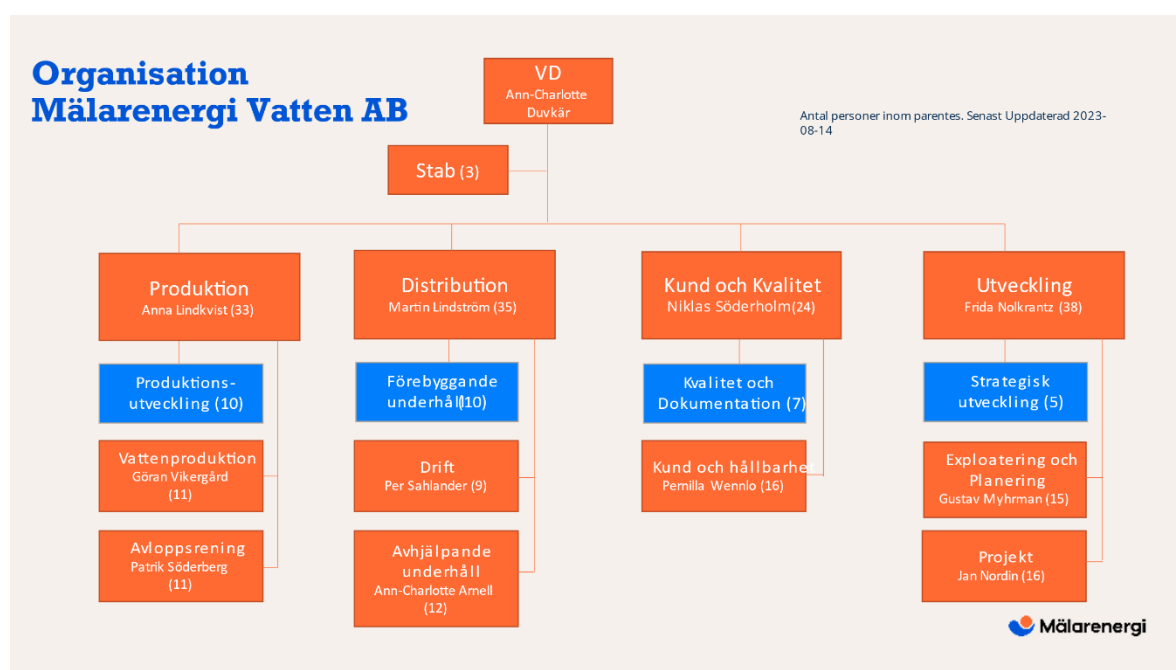 Organisation
Mälarenergi Vatten AB
VD
Ann-Charlotte
Duvkär
Antal personer inom parentes. Senast Uppdaterad 2023-
08-14
Stab (3)
Produktion
Anna Lindkvist (33)
Distribution
Martin Lindström (35)
Kund och Kvalitet
Niklas Söderholm(24)
Utveckling
Frida Nolkrantz (38)
Produktions-
utveckling (10)
Förebyggande
underhåll(10)
Kvalitet och
Dokumentation (7)
Strategisk
utveckling (5)
Vattenproduktion
Göran Vikergård
(11)
Drift
Per Sahlander (9)
Kund och hållbarhet
Pernilla Wennlo (16)
Exploatering och
Planering
Gustav Myhrman (15)
Avloppsrening
Patrik Söderberg
(11)
Avhjälpande
underhåll
Ann-Charlotte Arnell
(12)
Projekt
Jan Nordin (16)
Mälarenergi